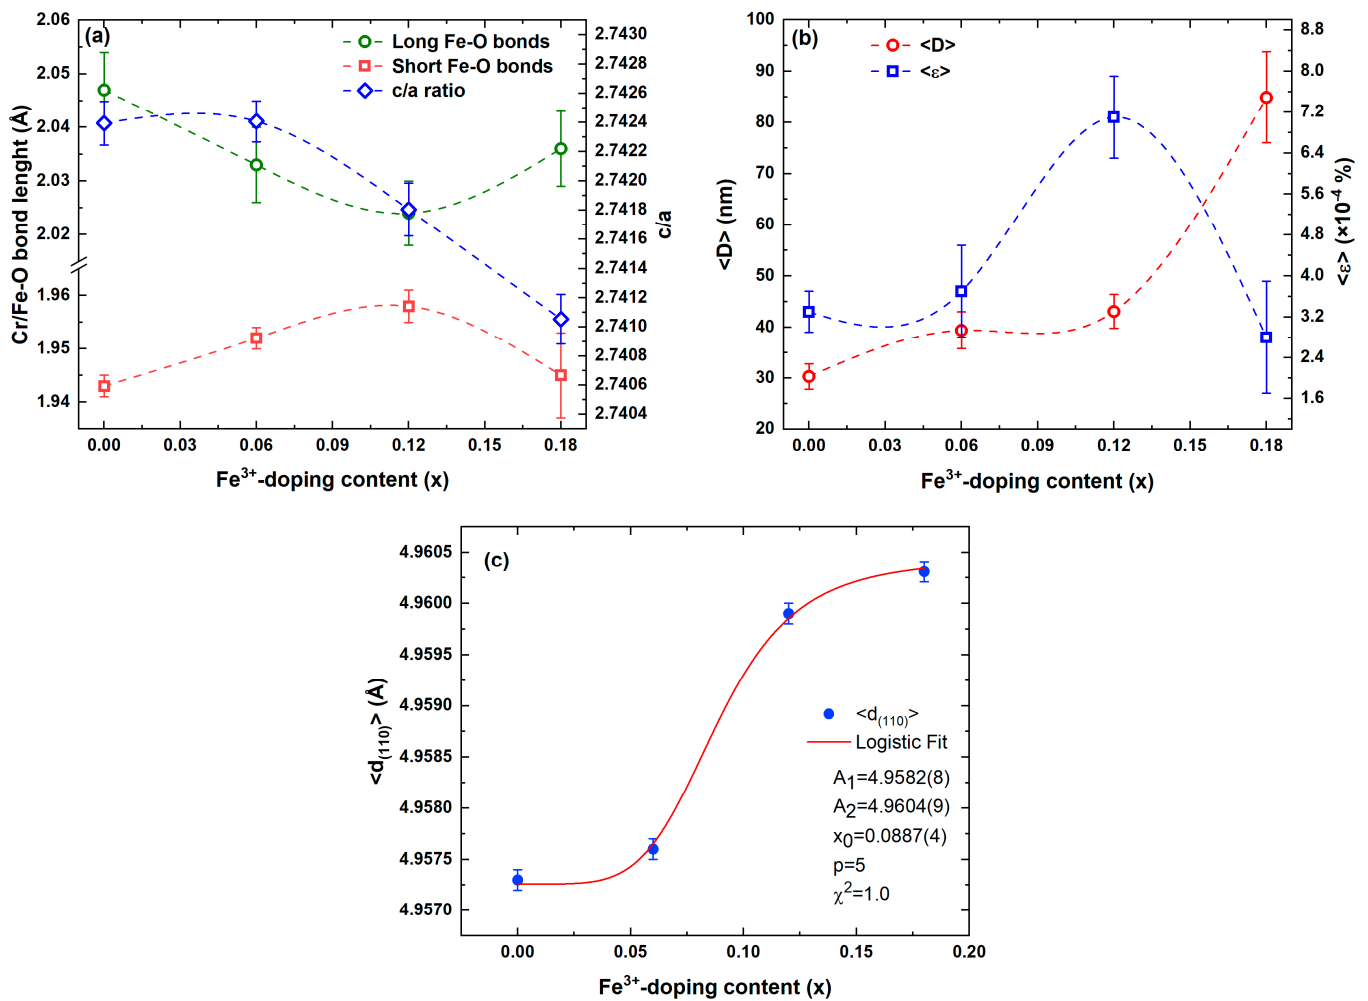 (a)
Long Fe-O bonds
Short Fe-O bonds
c/a ratio
2.06
2.05
2.04
2.03
2.02
1.96
1.95
1.94
Cr/Fe-O bond lenght (Å)
2.7430
2.7428
2.7426
2.7424
2.7422
2.7420
2.7418
2.7416
2.7414
2.7412
2.7410
2.7408
2.7406
2.7404
c/a
0.00 0.03 0.06 0.09 0.12 0.15 0.18
Fe³⁺-doping content (x)
(b)
<D>
<ε>
100
90
80
70
60
50
40
30
20
<D> (nm)
8.8
8.0
7.2
6.4
5.6
4.8
4.0
3.2
2.4
1.6
<ε> (×10⁻⁴ %)
0.00 0.03 0.06 0.09 0.12 0.15 0.18
Fe³⁺-doping content (x)
(c)
4.9605
4.9600
4.9595
4.9590
4.9585
4.9580
4.9575
4.9570
<d₍₁₁₀₎> (Å)
<d₍₁₁₀₎>
Logistic Fit
A₁=4.9582(8)
A₂=4.9604(9)
x₀=0.0887(4)
p=5
χ²=1.0
0.00 0.05 0.10 0.15 0.20
Fe³⁺-doping content (x)